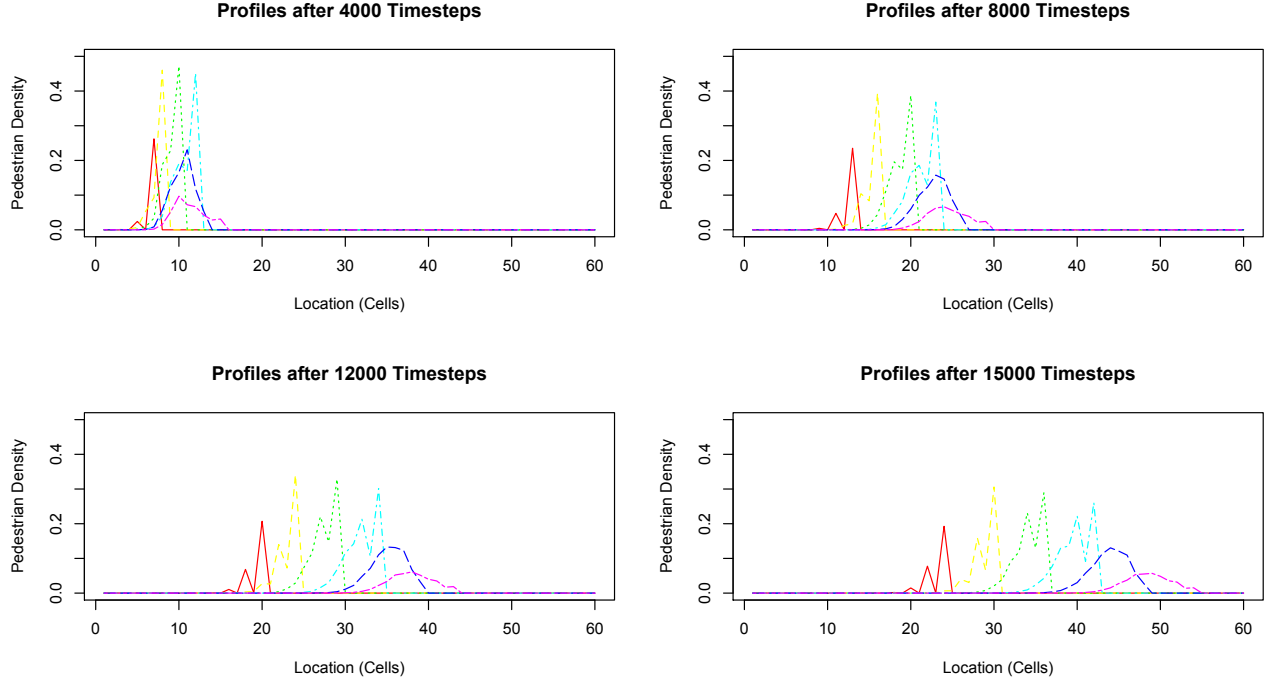 Profiles after 4000 Timesteps
Pedestrian Density
0.0 0.2 0.4
0 10 20 30 40 50 60
Location (Cells)
Profiles after 8000 Timesteps
Pedestrian Density
0.0 0.2 0.4
0 10 20 30 40 50 60
Location (Cells)
Profiles after 12000 Timesteps
Pedestrian Density
0.0 0.2 0.4
0 10 20 30 40 50 60
Location (Cells)
Profiles after 15000 Timesteps
Pedestrian Density
0.0 0.2 0.4
0 10 20 30 40 50 60
Location (Cells)